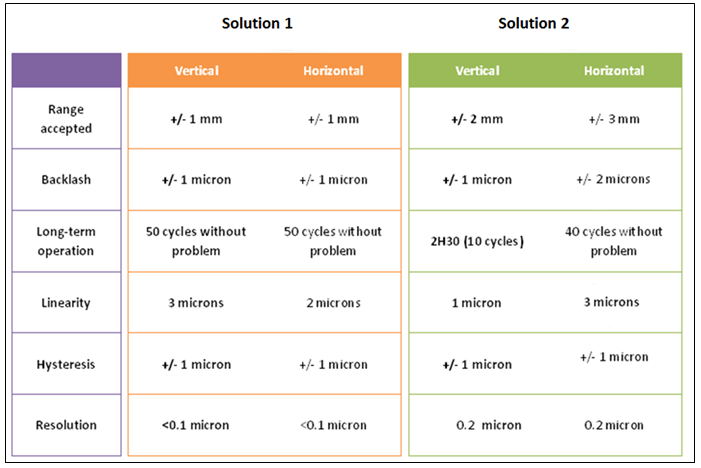 Solution 1 Solution 2
Vertical Horizontal Vertical Horizontal
Range
accepted
+/- 1 mm +/- 1 mm +/- 2 mm +/- 3 mm
Backlash +/- 1 micron +/- 1 micron +/- 1 micron +/- 2 microns
Long-term
operation
50 cycles without
problem
50 cycles without
problem
2H30 (10 cycles)
40 cycles without
problem
Linearity 3 microns 2 microns 1 micron 3 microns
Hysteresis +/- 1 micron +/- 1 micron +/- 1 micron +/- 1 micron
Resolution <0.1 micron <0.1 micron 0.2 micron 0.2 micron